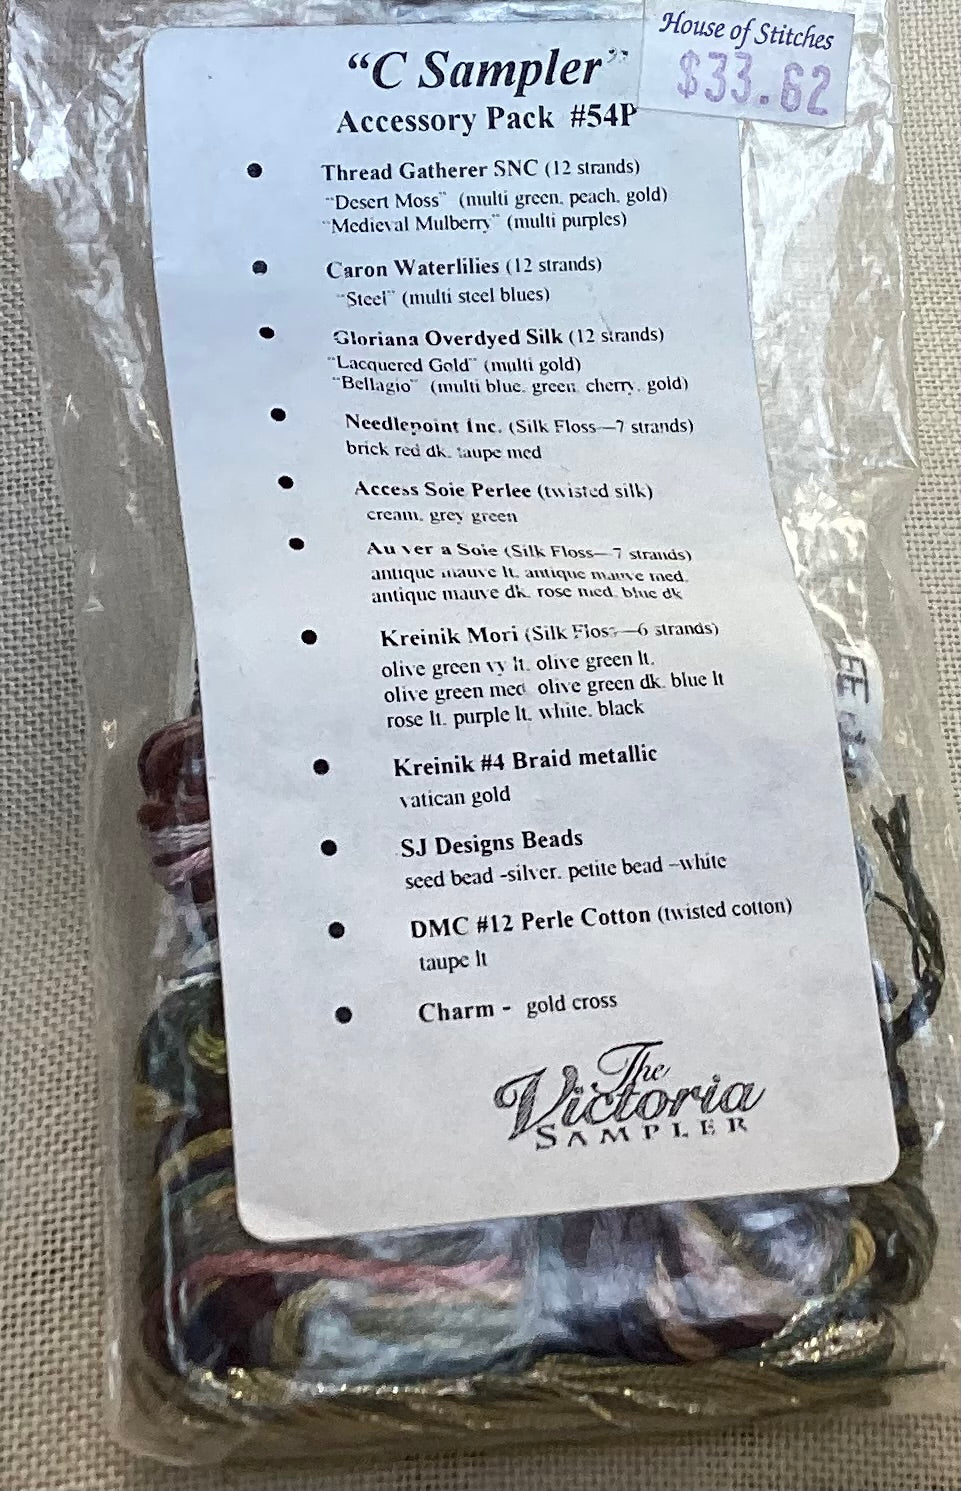 House of Stitches
$33.62
“C Sampler”
Accessory Pack #54P
• Thread Gatherer SNC (12 strands)
"Desert Moss" (multi green, peach, gold)
"Medieval Mulberry" (multi purples)
• Caron Waterlilies (12 strands)
"Steel" (multi steel blues)
• Gloriana Overdyed Silk (12 strands)
"Lacquered Gold" (multi gold)
"Bellagio" (multi blue, green, cherry, gold)
• Needlepoint Inc. (Silk Floss—7 strands)
brick red dk. taupe med
• Access Soie Perlee (twisted silk)
cream, grey green
• Au ver a Soie (Silk Floss—7 strands)
antique mauve lt. antique mauve med.
antique mauve dk. rose med. blue dk
• Kreinik Mori (Silk Floss—6 strands)
olive green vy lt. olive green lt.
olive green med. olive green dk. blue lt
rose lt. purple lt. white. black
• Kreinik #4 Braid metallic
vatican gold
• SJ Designs Beads
seed bead -silver. petite bead –white
• DMC #12 Perle Cotton (twisted cotton)
taupe lt
• Charm - gold cross
The
Victoria
SAMPLER